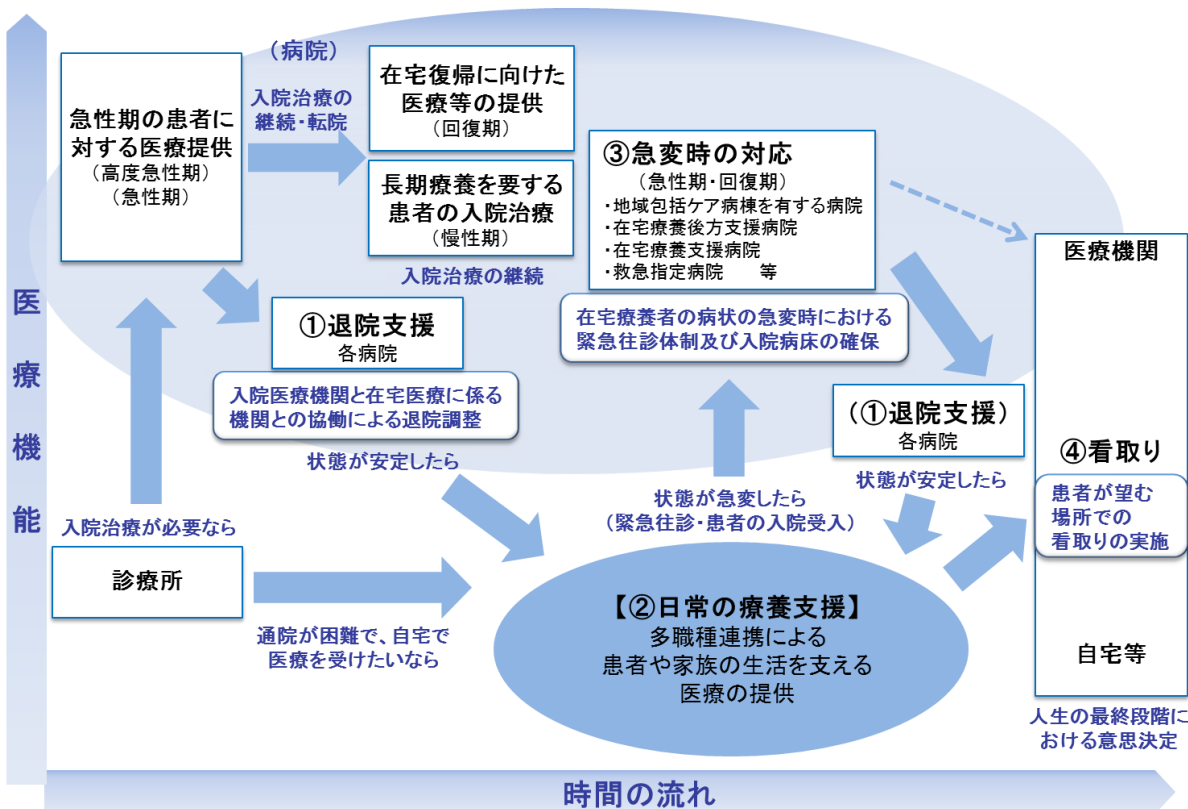 医療機能
(病院)
急性期の患者に
対する医療提供
(高度急性期)
(急性期)
入院治療の
継続・転院
在宅復帰に向けた
医療等の提供
(回復期)
長期療養を要する
患者の入院治療
(慢性期)
入院治療の継続
③急変時の対応
(急性期・回復期)
・地域包括ケア病棟を有する病院
・在宅療養後方支援病院
・在宅療養支援病院
・救急指定病院 等
在宅療養者の病状の急変時における
緊急往診体制及び入院病床の確保
①退院支援
各病院
入院医療機関と在宅医療に係る
機関との協働による退院調整
状態が安定したら
入院治療が必要なら
診療所
通院が困難で、自宅で
医療を受けたいなら
状態が急変したら
(緊急往診・患者の入院受入)
(①退院支援)
各病院
状態が安定したら
【②日常の療養支援】
多職種連携による
患者や家族の生活を支える
医療の提供
医療機関
④看取り
患者が望む
場所での
看取りの実施
自宅等
人生の最終段階に
おける意思決定
時間の流れ